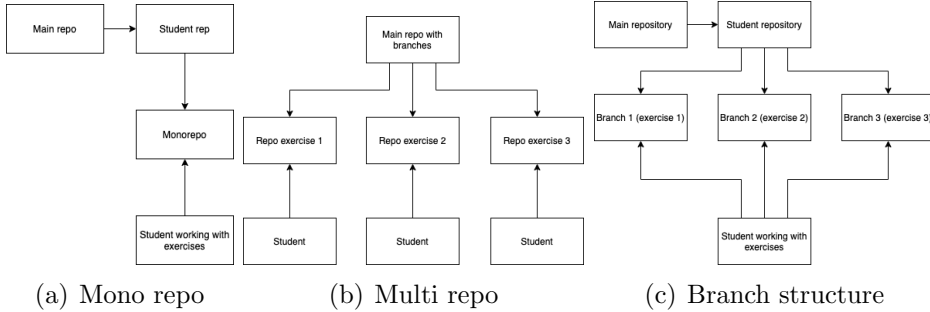 Main repo
Student rep
Monorepo
Student working with
exercises
(a) Mono repo
Main repo with
branches
Repo exercise 1
Repo exercise 2
Repo exercise 3
Student
Student
Student
(b) Multi repo
Main repository
Student repository
Branch 1 (exercise 1)
Branch 2 (exercise 2)
Branch 3 (exercise 3)
Student working with
exercises
(c) Branch structure